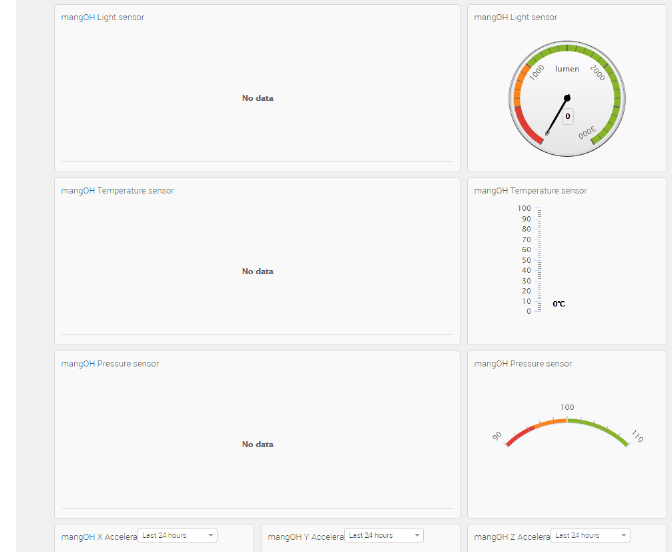 mangOH Light sensor
No data
mangOH Light sensor
lumen
1000
2000
3000
0
mangOH Temperature sensor
No data
mangOH Temperature sensor
100
90
80
70
60
50
40
30
20
10
0
0°C
mangOH Pressure sensor
No data
mangOH Pressure sensor
90
100
110
mangOH X Accelera Last 24 hours
mangOH Y Accelera Last 24 hours
mangOH Z Accelera Last 24 hours